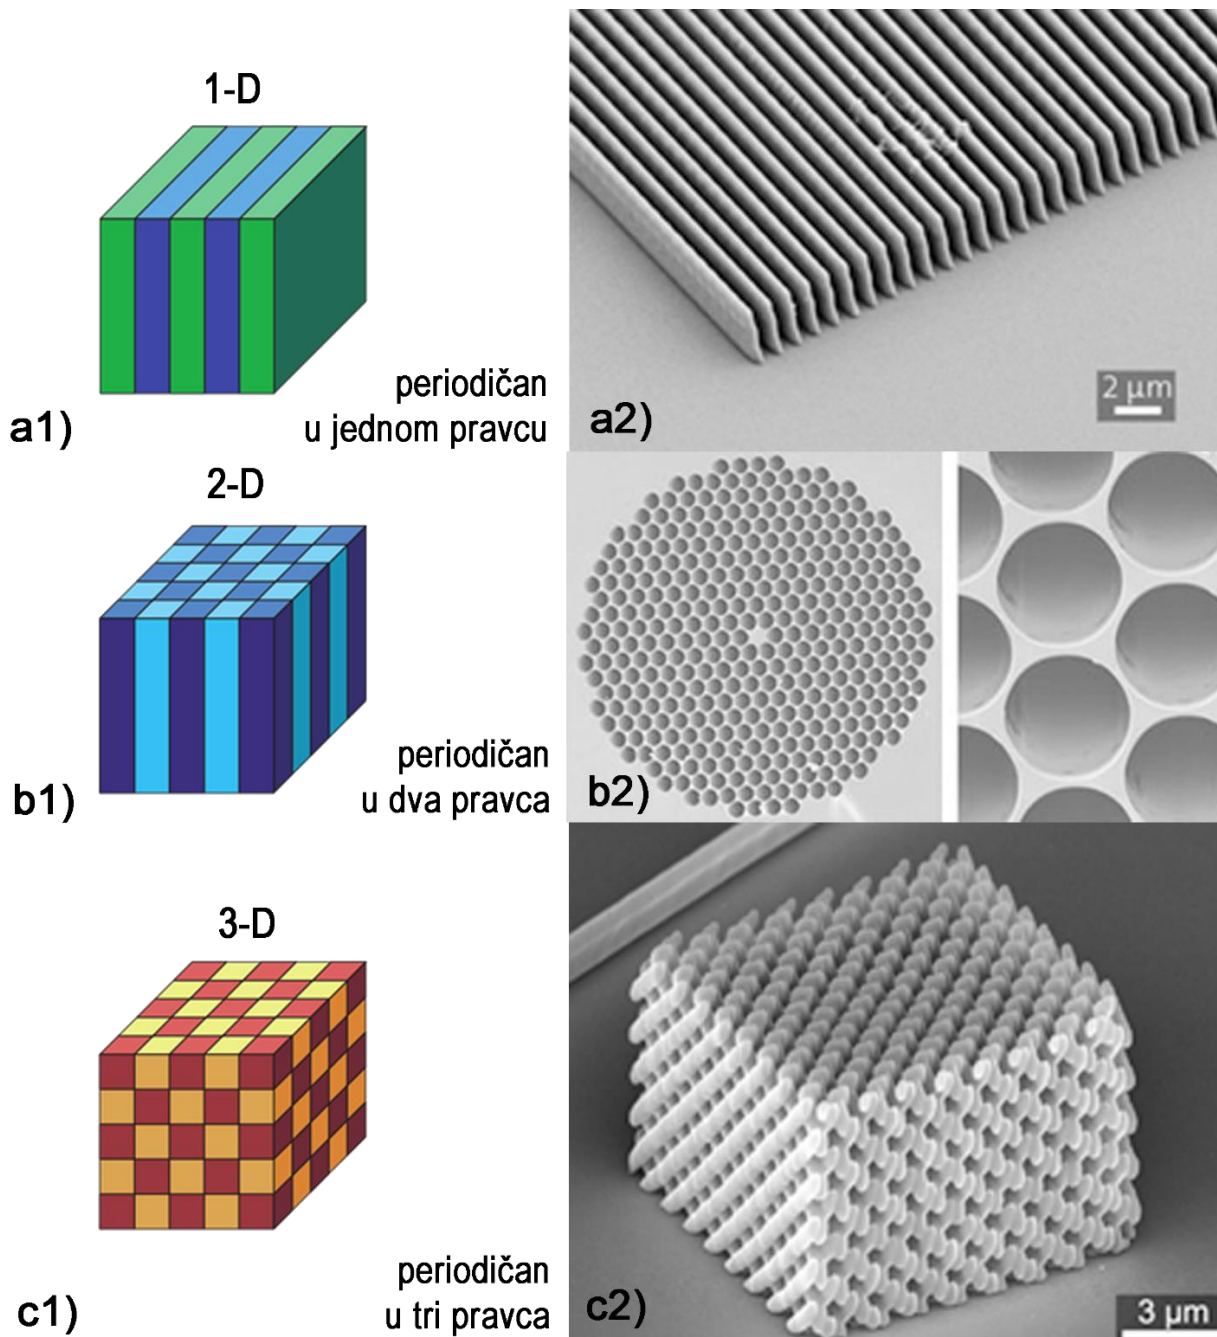 1-D
periodičan
u jednom pravcu
a1)
a2)
2 µm
2-D
periodičan
u dva pravca
b1)
b2)
3-D
periodičan
u tri pravca
c1)
c2)
3 µm